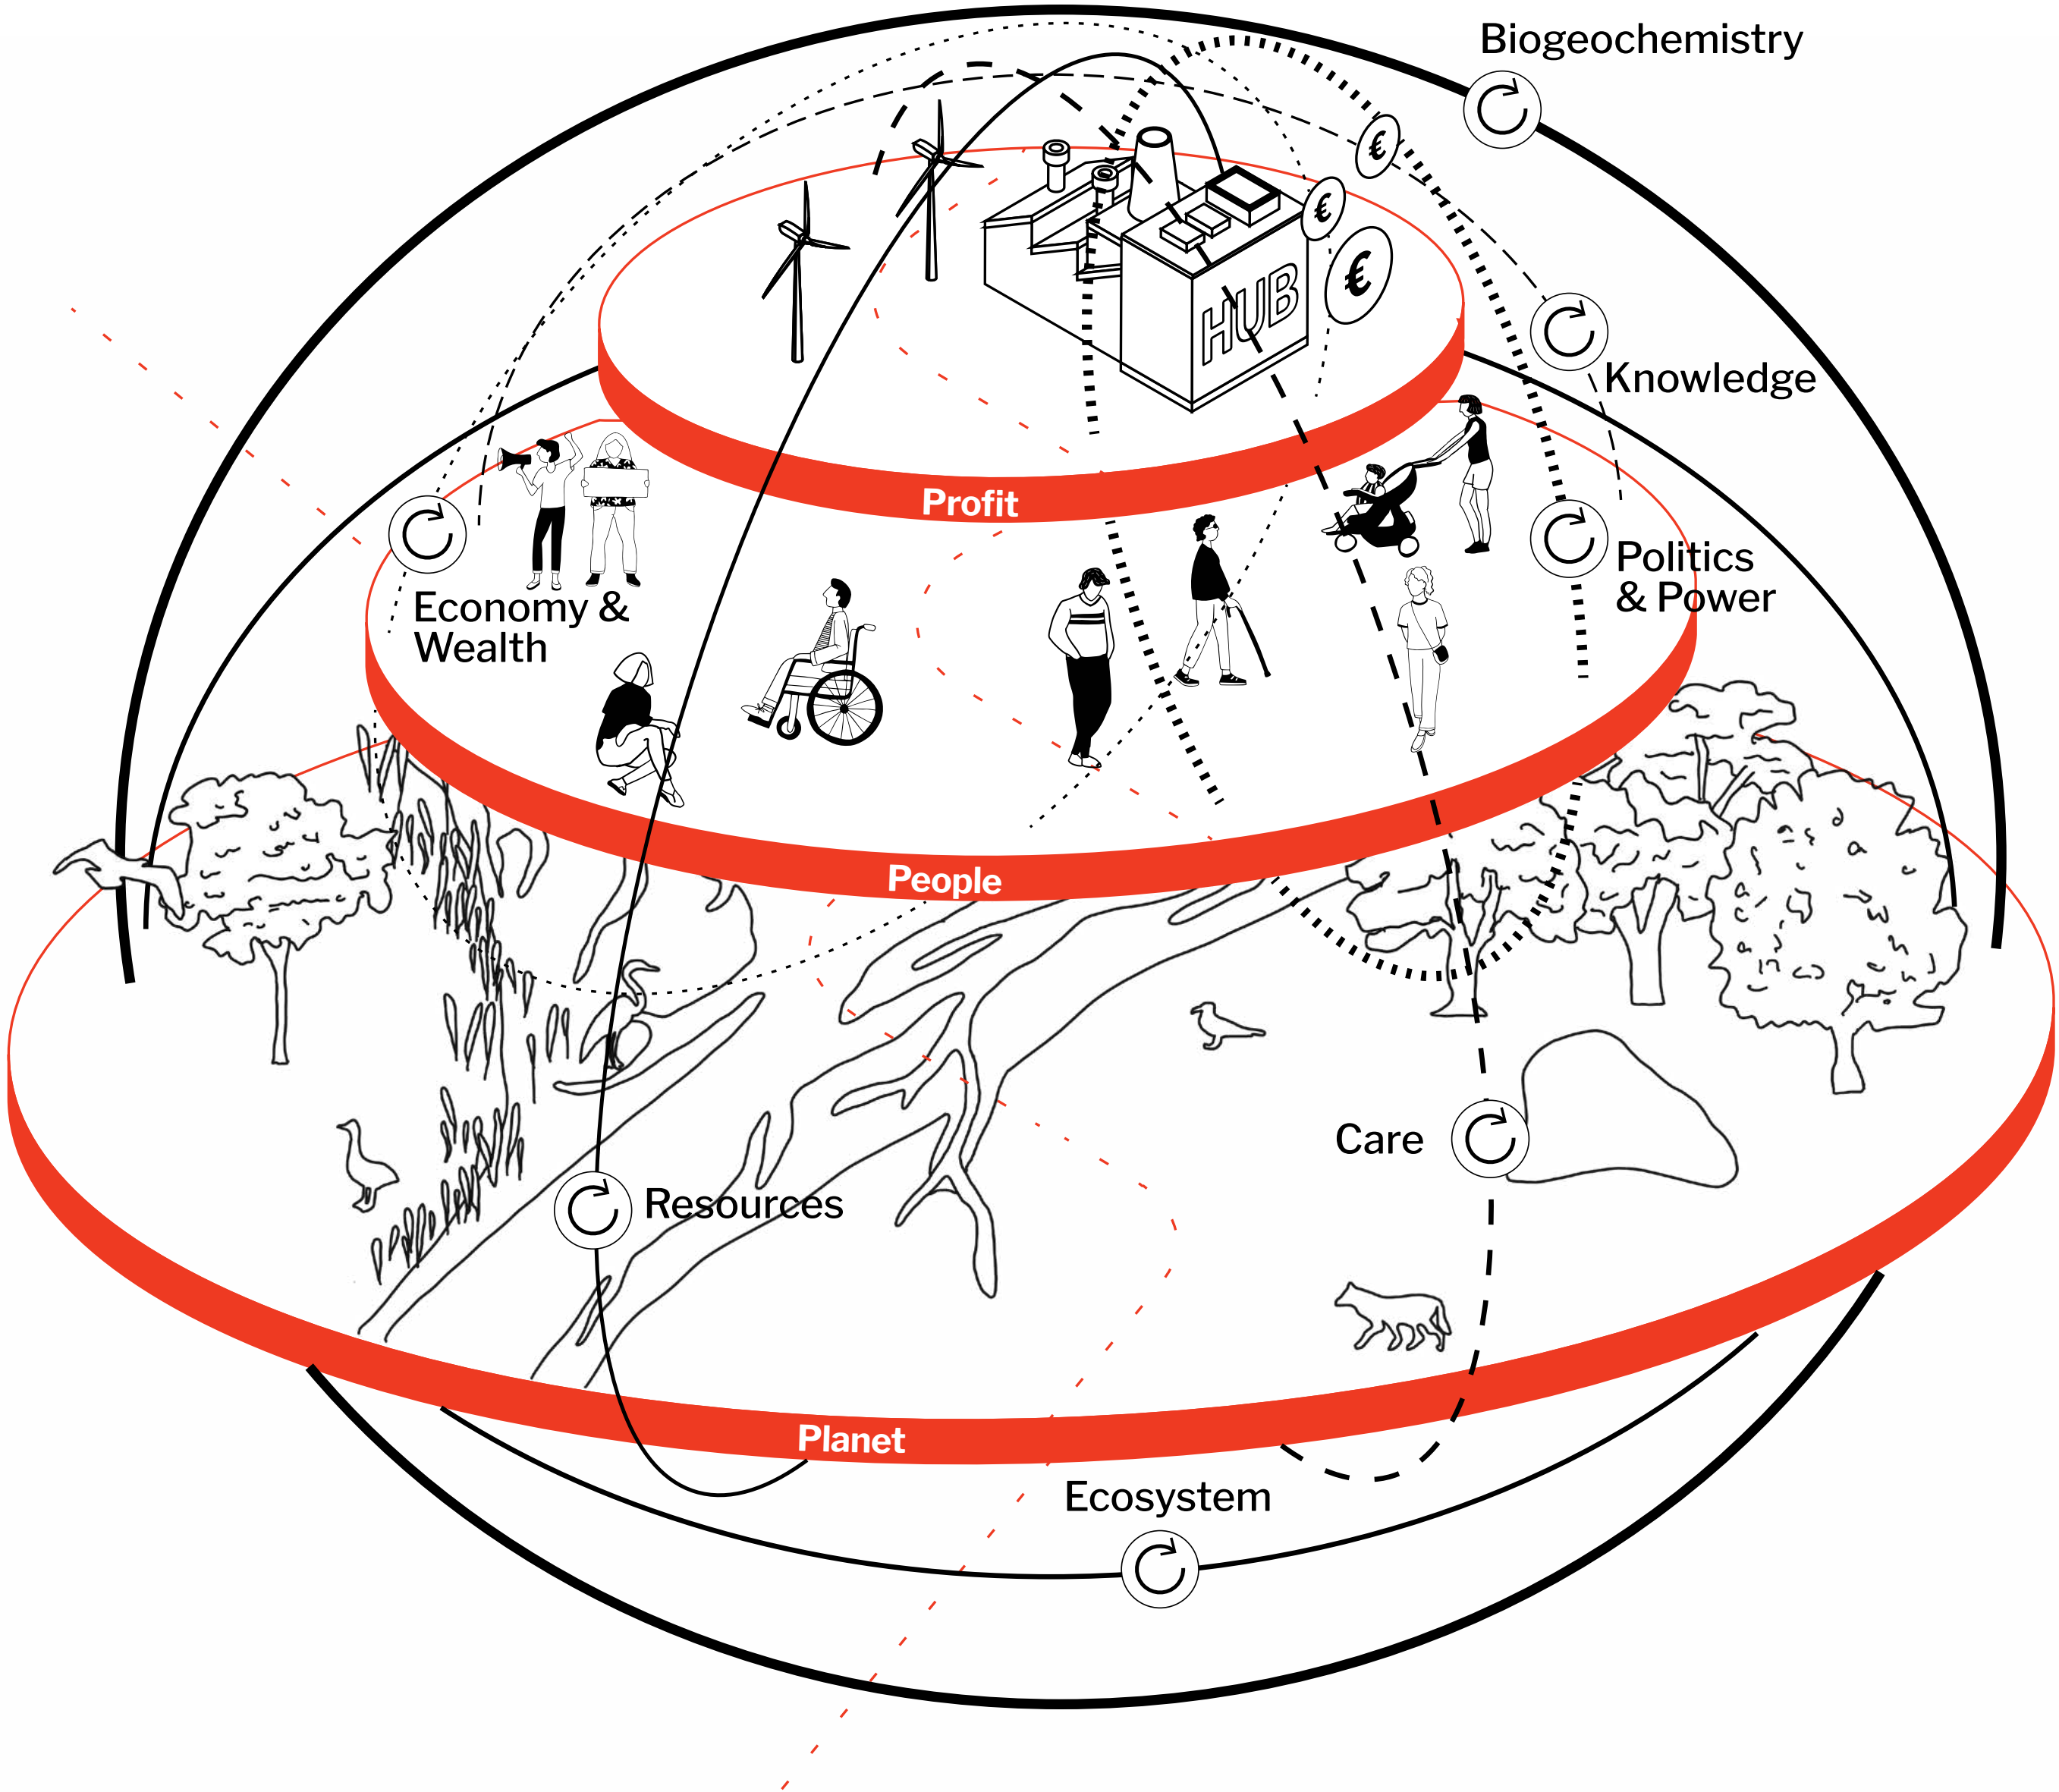 Biogeochemistry
€
€
€
HUB
Knowledge
Profit
Politics
& Power
Economy &
Wealth
People
Care
Resources
Planet
Ecosystem